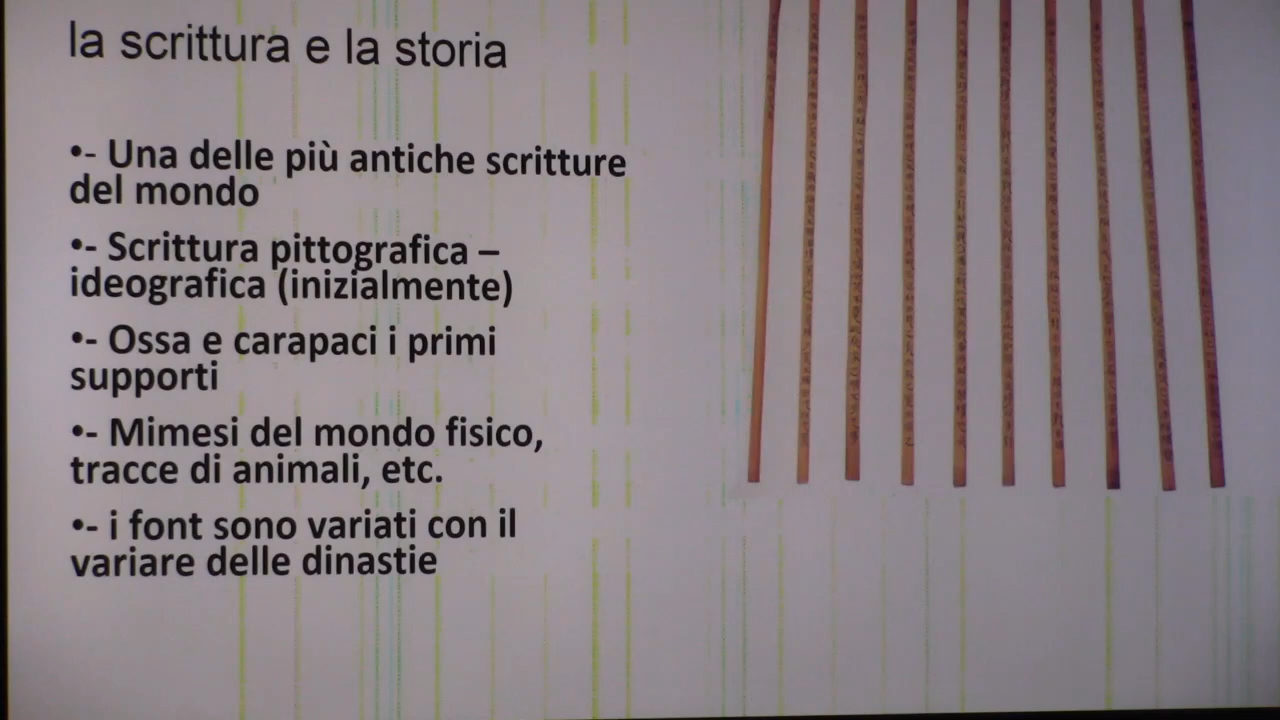 la scrittura e la storia
•- Una delle più antiche scritture
del mondo
•- Scrittura pittografica –
ideografica (inizialmente)
•- Ossa e carapaci i primi
supporti
•- Mimesi del mondo fisico,
tracce di animali, etc.
•- i font sono variati con il
variare delle dinastie